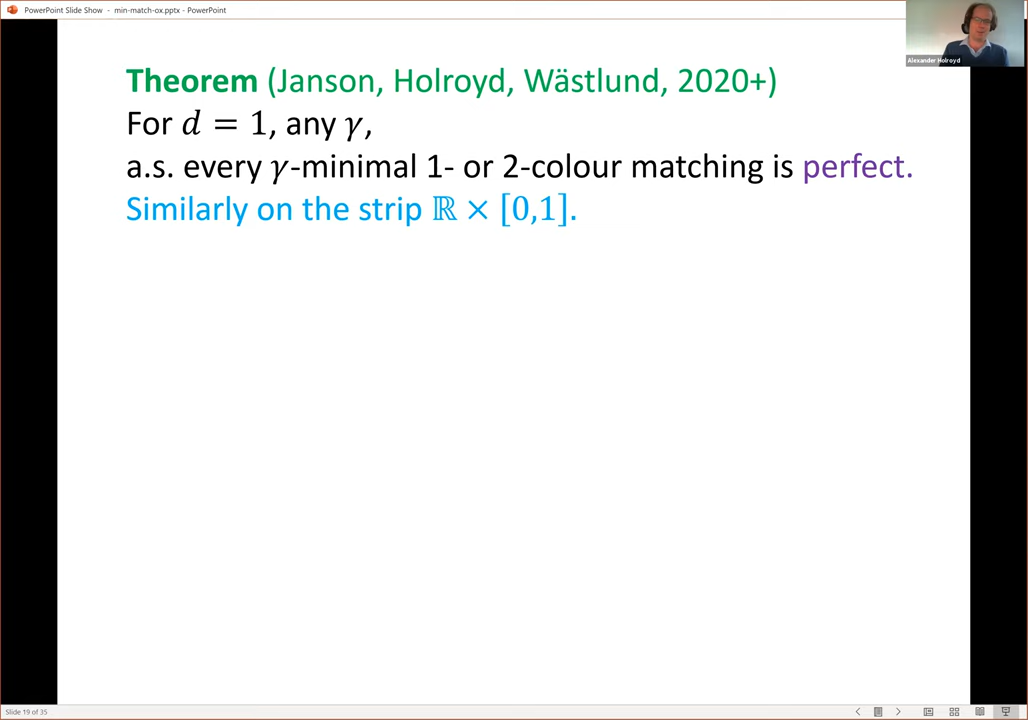 PowerPoint Slide Show - min-match-ox.pptx - PowerPoint
Alexander Holroyd
Theorem (Janson, Holroyd, Wästlund, 2020+)
For d = 1, any γ,
a.s. every γ-minimal 1- or 2-colour matching is perfect.
Similarly on the strip ℝ × [0,1].
Slide 19 of 35